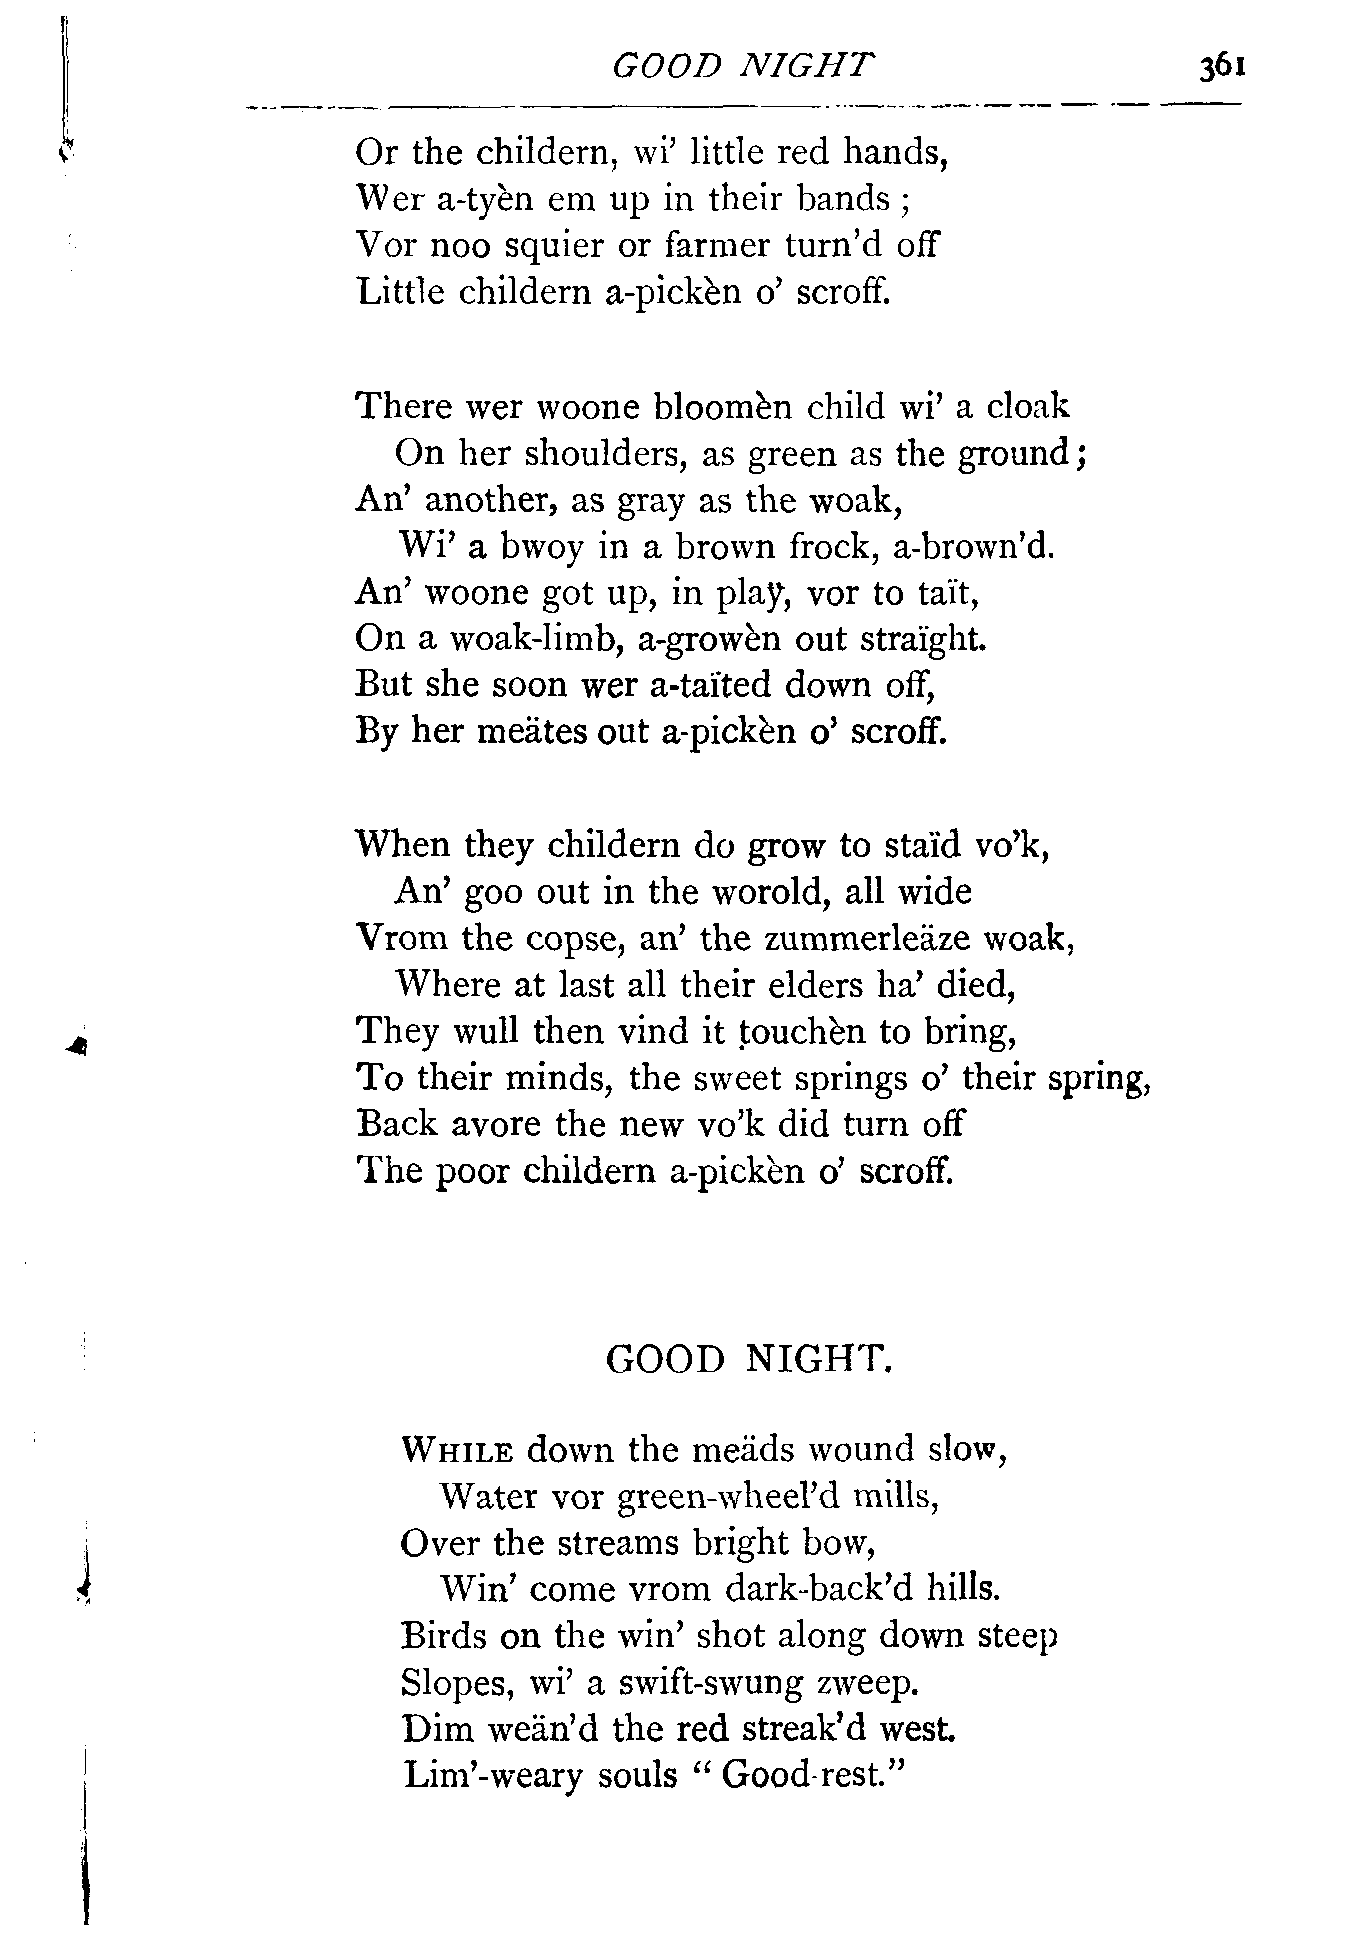 GOOD NIGHT 361
Or the childern, wi' little red hands,
Wer a-tyèn em up in their bands ;
Vor noo squier or farmer turn'd off
Little childern a-pickèn o' scroff.
There wer woone bloomèn child wi' a cloak
On her shoulders, as green as the ground;
An' another, as gray as the woak,
Wi' a bwoy in a brown frock, a-brown'd.
An' woone got up, in plaÿ, vor to taït,
On a woak-limb, a-growèn out straïght.
But she soon wer a-taïted down off,
By her meätes out a-pickèn o' scroff.
When they childern do grow to staïd vo'k,
An' goo out in the worold, all wide
Vrom the copse, an' the zummerleäze woak,
Where at last all their elders ha' died,
They wull then vind it touchèn to bring,
To their minds, the sweet springs o' their spring,
Back avore the new vo'k did turn off
The poor childern a-pickèn o' scroff.
GOOD NIGHT.
WHILE down the meäds wound slow,
Water vor green-wheel'd mills,
Over the streams bright bow,
Win' come vrom dark-back'd hills.
Birds on the win' shot along down steep
Slopes, wi' a swift-swung zweep.
Dim weän'd the red streak'd west.
Lim'-weary souls “ Good-rest.”